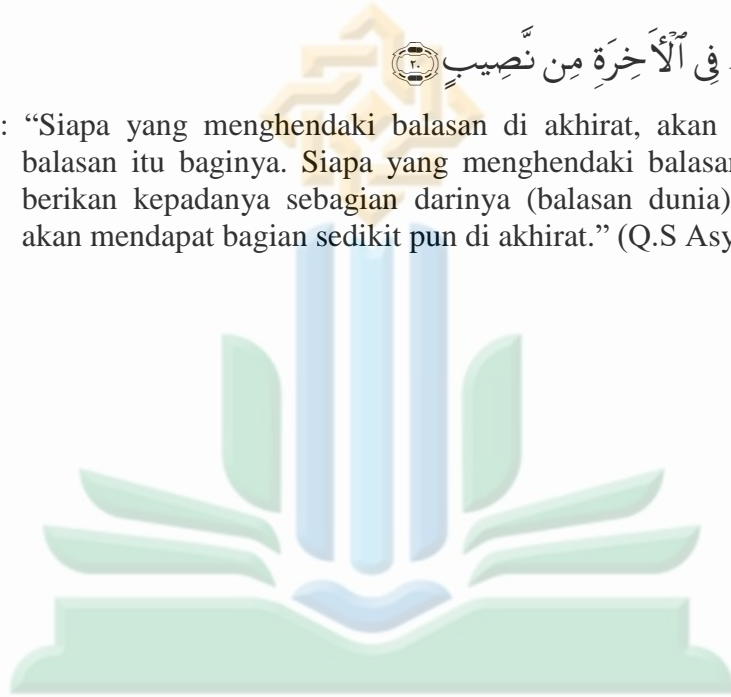 فِى ٱلْأَخِرَةِ مِن نَّصِيبٍ ۝٢٠
: “Siapa yang menghendaki balasan di akhirat, akan
balasan itu baginya. Siapa yang menghendaki balasan
berikan kepadanya sebagian darinya (balasan dunia)
akan mendapat bagian sedikit pun di akhirat.” (Q.S Asy